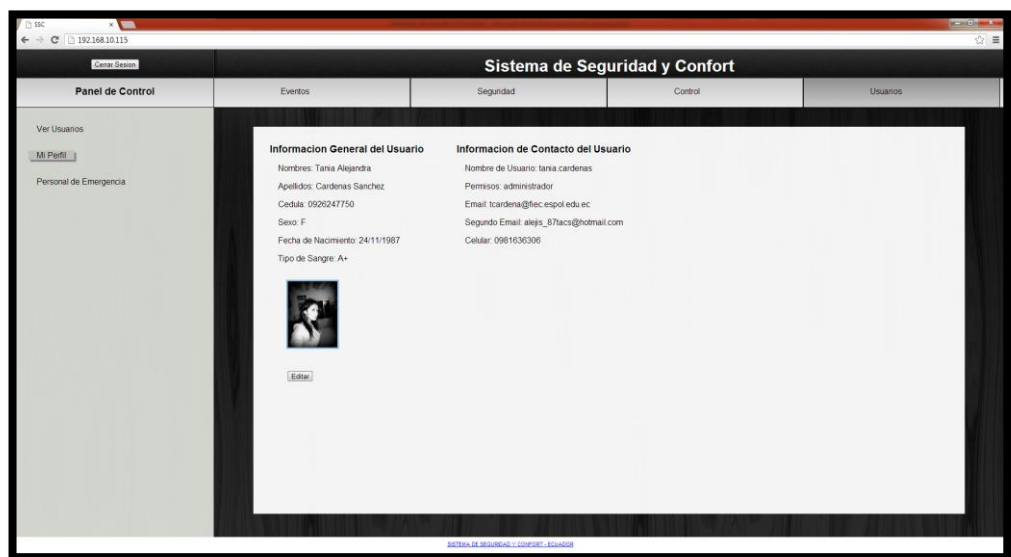 SSC
192.168.10.115
Cerrar Sesion
Sistema de Seguridad y Confort
Panel de Control
Eventos
Seguridad
Control
Usuarios
Ver Usuarios
Mi Perfil
Personal de Emergencia
Informacion General del Usuario
Nombres: Tania Alejandra
Apellidos: Cardenas Sanchez
Cedula: 0926247750
Sexo: F
Fecha de Nacimiento: 24/11/1987
Tipo de Sangre: A+
Editar
Informacion de Contacto del Usuario
Nombre de Usuario: tania.cardenas
Permisos: administrador
Email: tcardena@fiec.espol.edu.ec
Segundo Email: alejis_87tacs@hotmail.com
Celular: 0981636306
SISTEMA DE SEGURIDAD Y CONFORT - ECUADOR